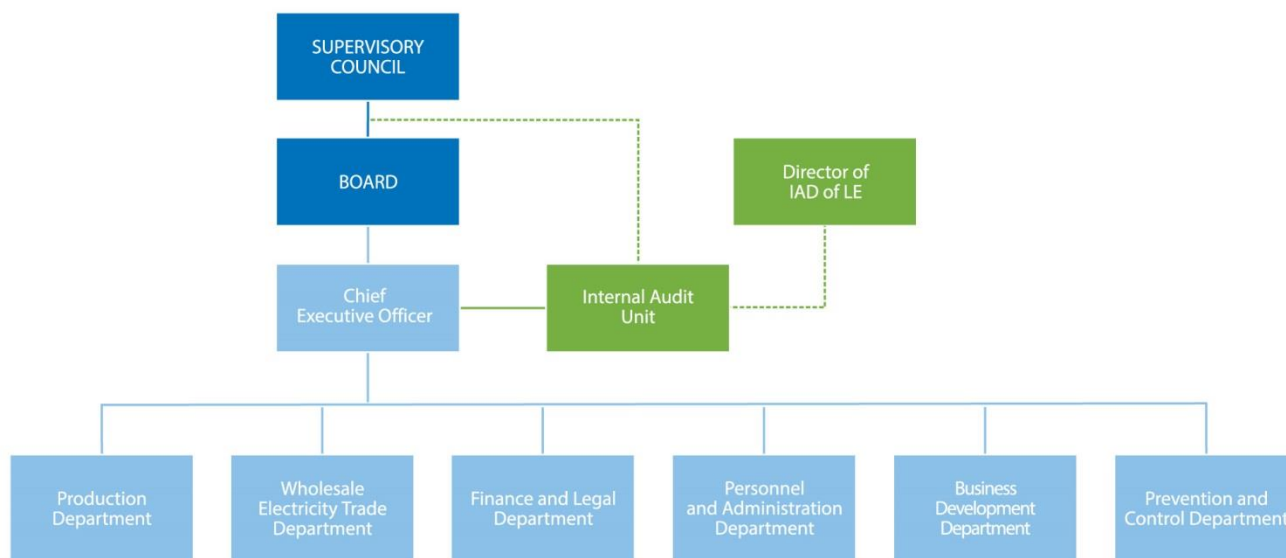 SUPERVISORY
COUNCIL
BOARD
Director of
IAD of LE
Chief
Executive Officer
Internal Audit
Unit
Production
Department
Wholesale
Electricity Trade
Department
Finance and Legal
Department
Personnel
and Administration
Department
Business
Development
Department
Prevention and
Control Department